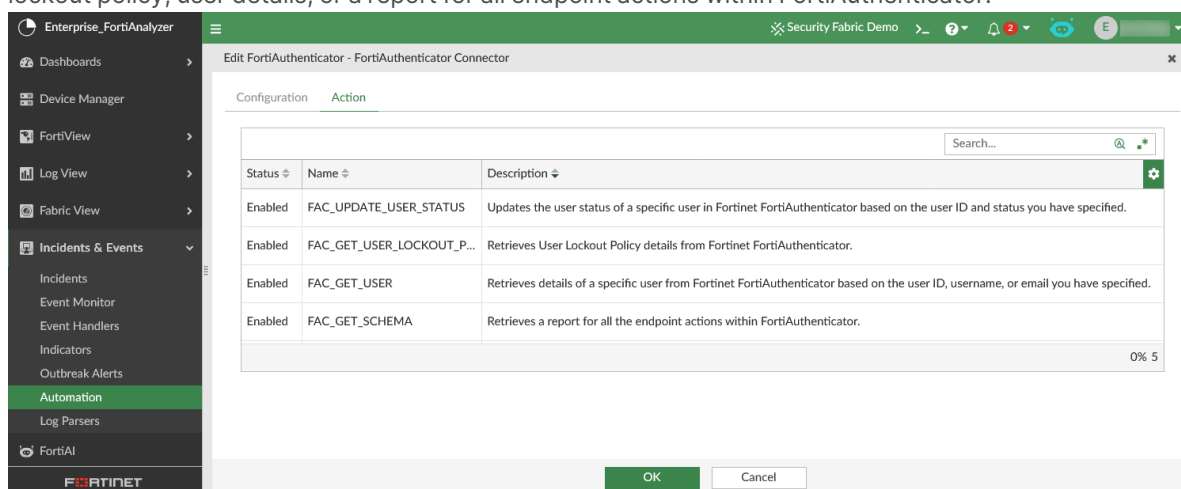 lockout policy, user details, or a report for all endpoint actions within FortiAuthenticator.
Enterprise_FortiAnalyzer
Security Fabric Demo
2
E
Dashboards
Device Manager
FortiView
Log View
Fabric View
Incidents & Events
Incidents
Event Monitor
Event Handlers
Indicators
Outbreak Alerts
Automation
Log Parsers
FortiAI
FORTINET
Edit FortiAuthenticator - FortiAuthenticator Connector
Configuration Action
Search...
Status Name Description
Enabled FAC_UPDATE_USER_STATUS Updates the user status of a specific user in Fortinet FortiAuthenticator based on the user ID and status you have specified.
Enabled FAC_GET_USER_LOCKOUT_P... Retrieves User Lockout Policy details from Fortinet FortiAuthenticator.
Enabled FAC_GET_USER Retrieves details of a specific user from Fortinet FortiAuthenticator based on the user ID, username, or email you have specified.
Enabled FAC_GET_SCHEMA Retrieves a report for all the endpoint actions within FortiAuthenticator.
0% 5
OK Cancel